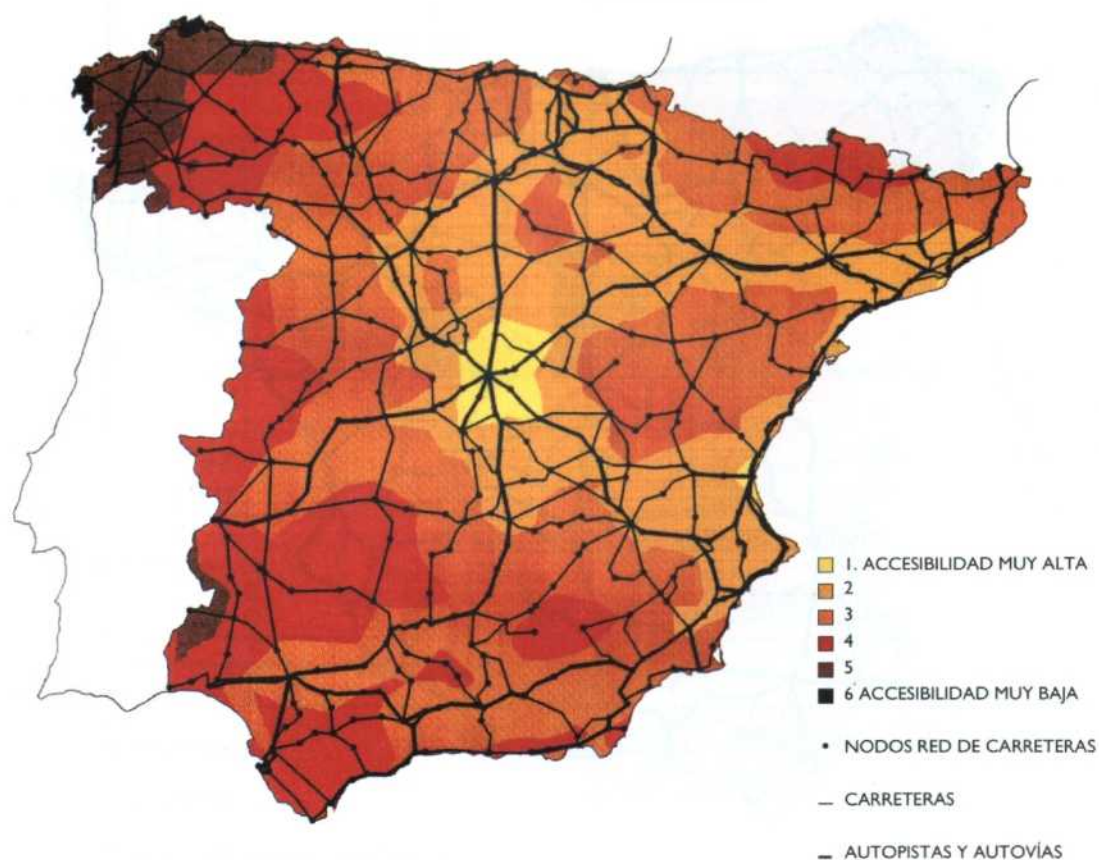 1. ACCESIBILIDAD MUY ALTA
2
3
4
5
6 ACCESIBILIDAD MUY BAJA
NODOS RED DE CARRETERAS
CARRETERAS
AUTOPISTAS Y AUTOVÍAS